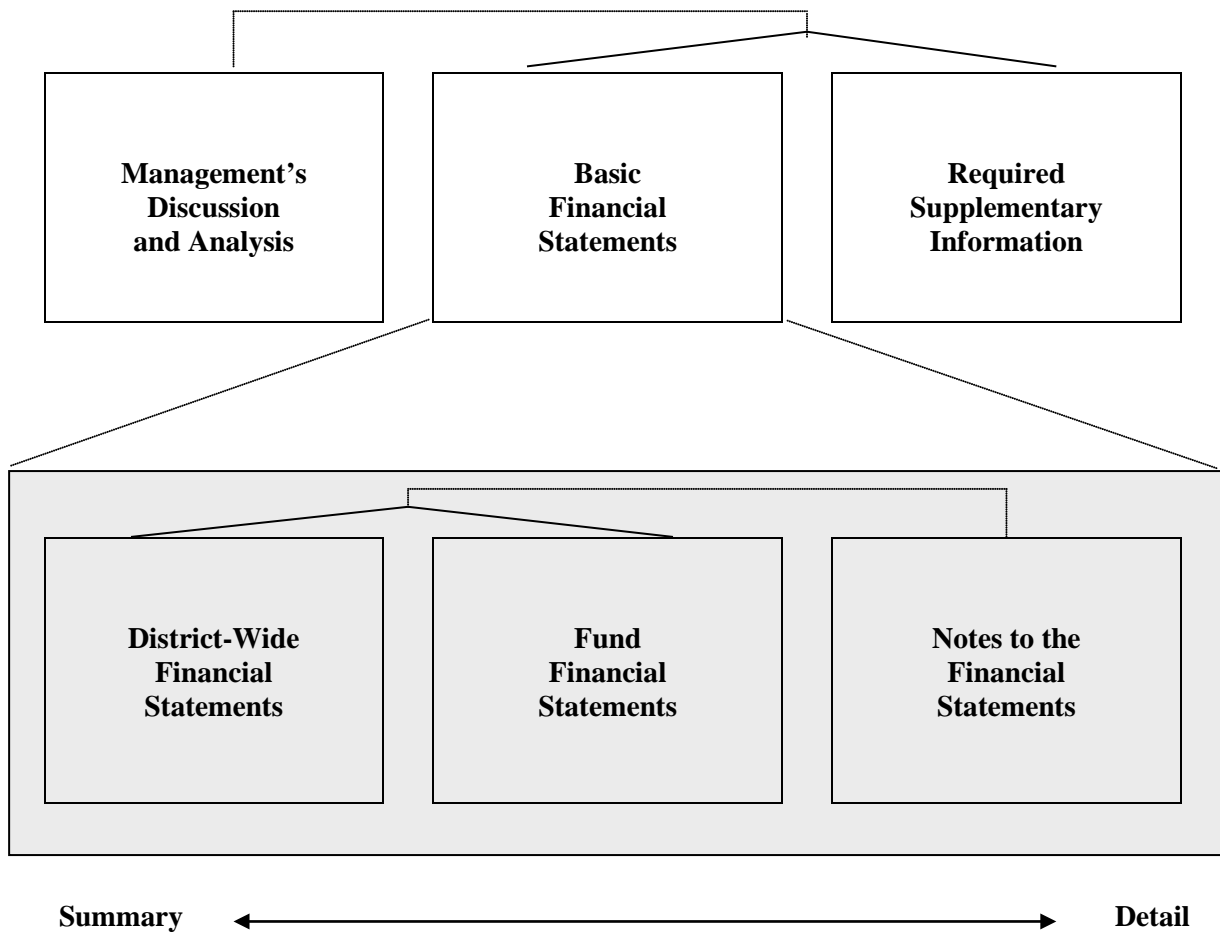 Management’s
Discussion
and Analysis
Basic
Financial
Statements
Required
Supplementary
Information
District-Wide
Financial
Statements
Fund
Financial
Statements
Notes to the
Financial
Statements
Summary
Detail